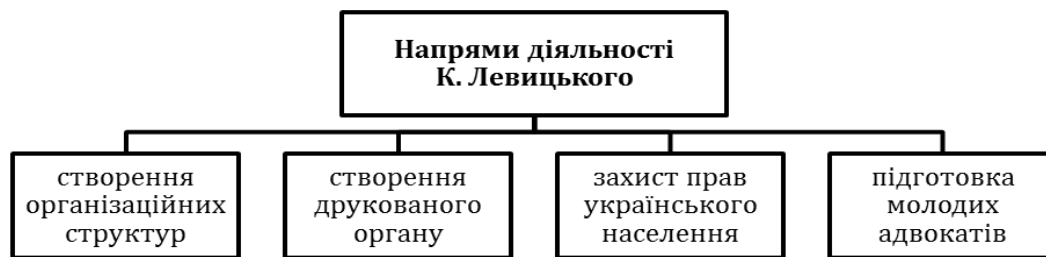 Напрями діяльності
К. Левицького
створення
організаційних
структур
створення
друкованого
органу
захист прав
українського
населення
підготовка
молодих
адвокатів